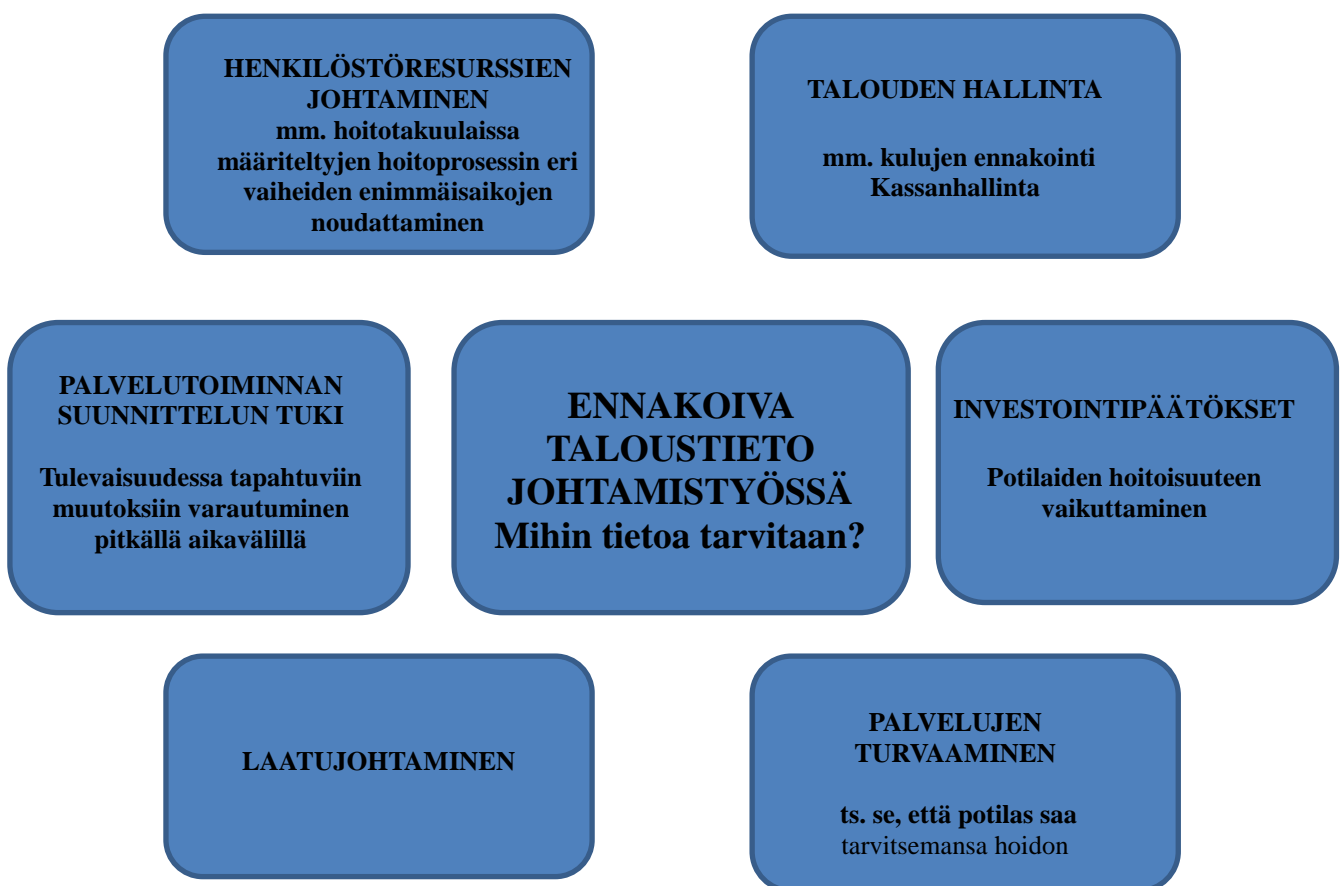 HENKILÖSTÖRESURSSIEN
JOHTAMINEN
mm. hoitotakuulaissa
määriteltyjen hoitoprosessin eri
vaiheiden enimmäisaikojen
noudattaminen
TALOUDEN HALLINTA
mm. kulujen ennakointi
Kassanhallinta
PALVELUTOIMINNAN
SUUNNITTELUN TUKI
Tulevaisuudessa tapahtuviin
muutoksiin varautuminen
pitkällä aikavälillä
ENNAKOIVA
TALOUSTIETO
JOHTAMISTYÖSSÄ
Mihin tietoa tarvitaan?
INVESTOINTIPÄÄTÖKSET
Potilaiden hoitoisuuteen
vaikuttaminen
LAATUJOHTAMINEN
PALVELUJEN
TURVAAMINEN
ts. se, että potilas saa
tarvitsemansa hoidon